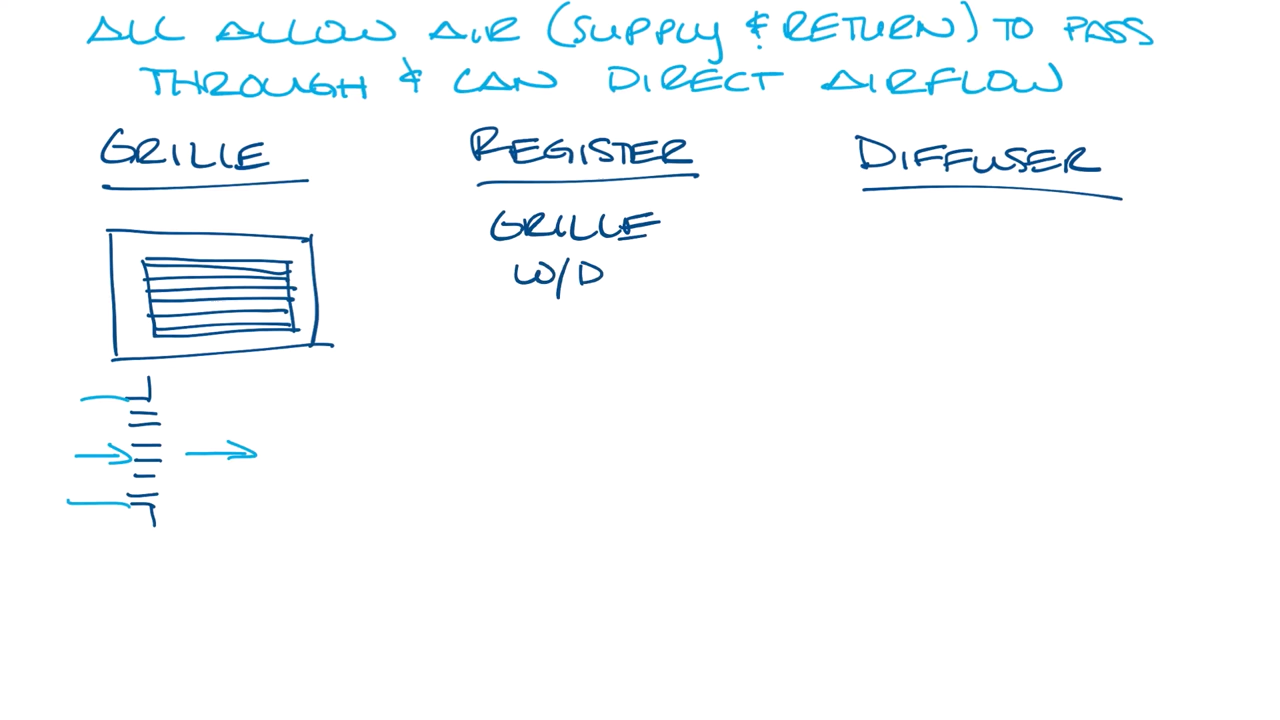 ALL ALLOW AIR (SUPPLY & RETURN) TO PASS
THROUGH & CAN DIRECT AIRFLOW
GRILLE
REGISTER
DIFFUSER
GRILLE
W/D